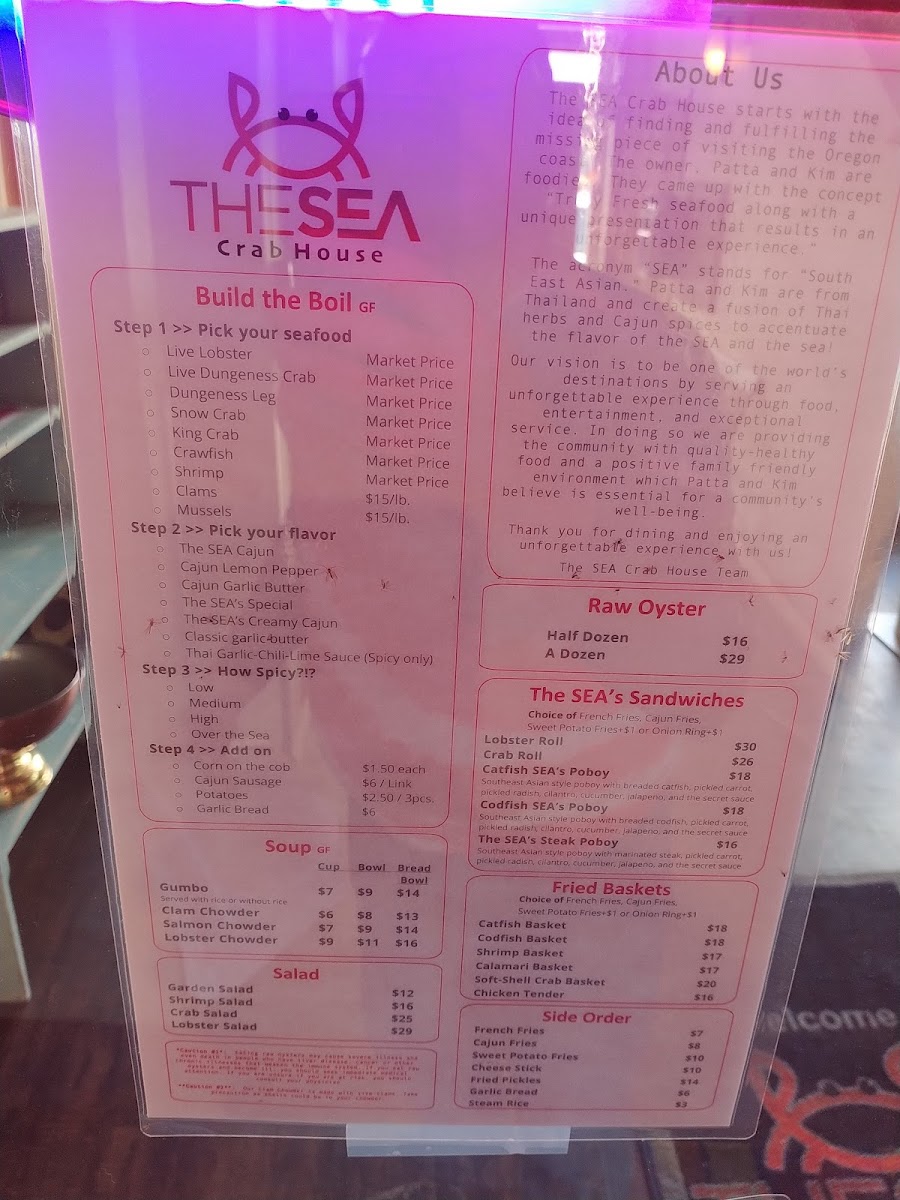 THE SEA
Crab House
Build the Boil GF
Step 1 >> Pick your seafood
○ Live Lobster Market Price
○ Live Dungeness Crab Market Price
○ Dungeness Leg Market Price
○ Snow Crab Market Price
○ King Crab Market Price
○ Crawfish Market Price
○ Shrimp Market Price
○ Clams $15/lb.
○ Mussels $15/lb.
Step 2 >> Pick your flavor
○ The SEA Cajun
○ Cajun Lemon Pepper
○ Cajun Garlic Butter
○ The SEA's Special
○ The SEA's Creamy Cajun
○ Classic garlic butter
○ Thai Garlic-Chili-Lime Sauce (Spicy only)
Step 3 >> How Spicy?!?
○ Low
○ Medium
○ High
○ Over the Sea
Step 4 >> Add on
○ Corn on the cob $1.50 each
○ Cajun Sausage $6 / Link
○ Potatoes $2.50 / 3pcs.
○ Garlic Bread $6
Soup GF
Cup Bowl Bread
Bowl
Gumbo $7 $9 $14
Served with rice or without rice
Clam Chowder $6 $8 $13
Salmon Chowder $7 $9 $14
Lobster Chowder $9 $11 $16
Salad
Garden Salad $12
Shrimp Salad $16
Crab Salad $25
Lobster Salad $29
About Us
The SEA Crab House starts with the
idea of finding and fulfilling the
missing piece of visiting the Oregon
coast. The owner. Patta and Kim are
foodie. They came up with the concept
"Truly Fresh seafood along with a
unique presentation that results in an
unforgettable experience."
The acronym "SEA" stands for "South
East Asian." Patta and Kim are from
Thailand and create a fusion of Thai
herbs and Cajun spices to accentuate
the flavor of the SEA and the sea!
Our vision is to be one of the world's
destinations by serving an
unforgettable experience through food,
entertainment, and exceptional
service. In doing so we are providing
the community with quality-healthy
food and a positive family friendly
environment which Patta and Kim
believe is essential for a community's
well-being.
Thank you for dining and enjoying an
unforgettable experience with us!
The SEA Crab House Team
Raw Oyster
Half Dozen $16
A Dozen $29
The SEA's Sandwiches
Choice of French Fries, Cajun Fries,
Sweet Potato Fries+$1 or Onion Ring+$1
Lobster Roll $30
Crab Roll $26
Catfish SEA's Poboy $18
Southeast Asian style poboy with breaded catfish, pickled carrot,
pickled radish, cilantro, cucumber, jalapeno, and the secret sauce
Codfish SEA's Poboy $18
Southeast Asian style poboy with breaded codfish, pickled carrot,
pickled radish, cilantro, cucumber, jalapeno, and the secret sauce
The SEA's Steak Poboy $16
Southeast Asian style poboy with marinated steak, pickled carrot,
pickled radish, cilantro, cucumber, jalapeno, and the secret sauce
Fried Baskets
Choice of French Fries, Cajun Fries,
Sweet Potato Fries+$1 or Onion Ring+$1
Catfish Basket $18
Codfish Basket $18
Shrimp Basket $17
Calamari Basket $17
Soft-Shell Crab Basket $20
Chicken Tender $16
Side Order
French Fries $7
Cajun Fries $8
Sweet Potato Fries $10
Cheese Stick $10
Fried Pickles $14
Garlic Bread $6
Steam Rice $3